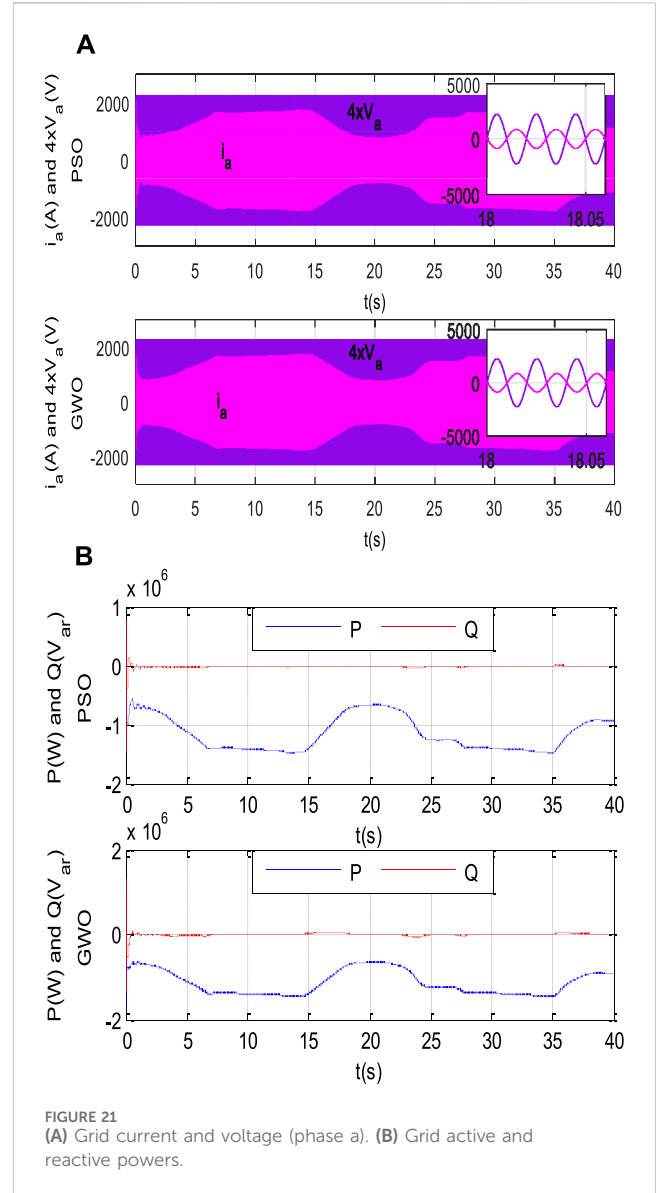 A
i_a(A) and 4xV_a(V)
PSO
2000
0
-2000
4xV_a
i_a
5000
0
-5000
18 18.05
0 5 10 15 20 25 30 35 40
t(s)
i_a(A) and 4xV_a(V)
GWO
2000
0
-2000
4xV_a
i_a
5000
0
-5000
18 18.05
0 5 10 15 20 25 30 35 40
t(s)
B
x 10^6
P(W) and Q(V_ar)
PSO
1
0
-1
-2
P Q
0 5 10 15 20 25 30 35 40
t(s)
x 10^6
P(W) and Q(V_ar)
GWO
2
0
-2
P Q
0 5 10 15 20 25 30 35 40
t(s)
FIGURE 21
(A) Grid current and voltage (phase a). (B) Grid active and
reactive powers.